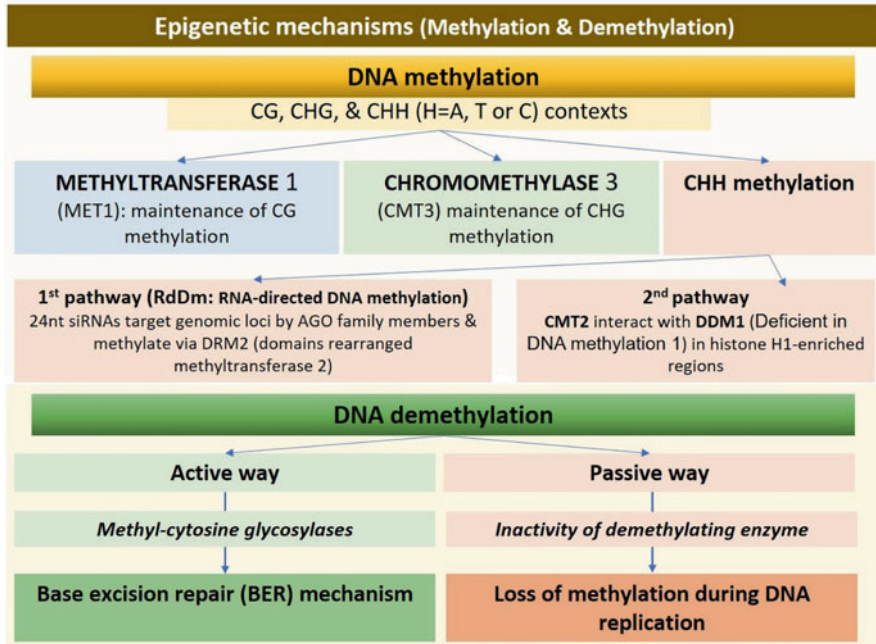 Epigenetic mechanisms (Methylation & Demethylation)
DNA methylation
CG, CHG, & CHH (H=A, T or C) contexts
METHYLTRANSFERASE 1
(MET1): maintenance of CG
methylation
CHROMOMETHYLASE 3
(CMT3) maintenance of CHG
methylation
CHH methylation
1st pathway (RdDm: RNA-directed DNA methylation)
24nt siRNAs target genomic loci by AGO family members &
methylate via DRM2 (domains rearranged
methyltransferase 2)
2nd pathway
CMT2 interact with DDM1 (Deficient in
DNA methylation 1) in histone H1-enriched
regions
DNA demethylation
Active way
Passive way
Methyl-cytosine glycosylases
Inactivity of demethylating enzyme
Base excision repair (BER) mechanism
Loss of methylation during DNA
replication